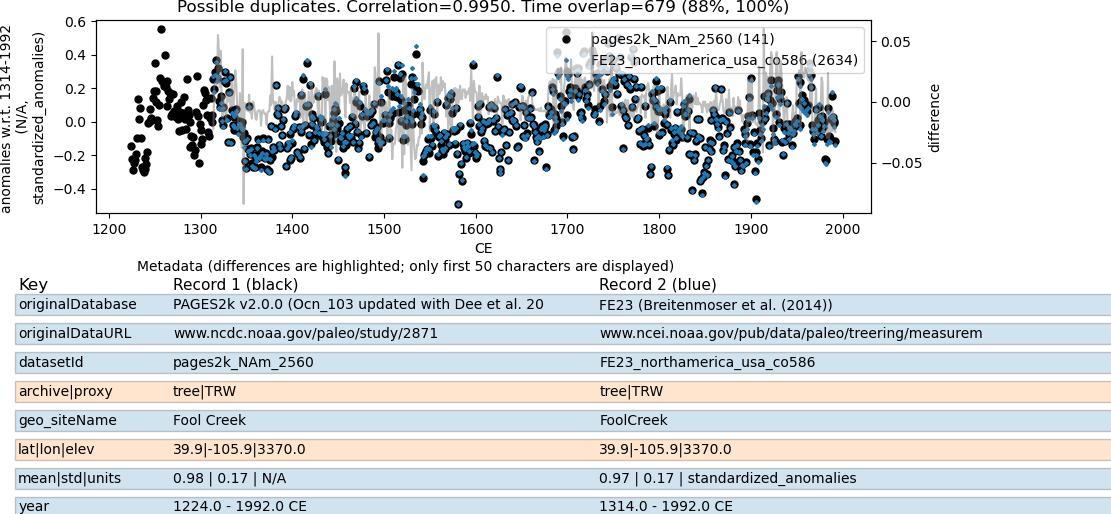 Possible duplicates. Correlation=0.9950. Time overlap=679 (88%, 100%)
anomalies w.r.t. 1314-1992
(N/A,
standardized_anomalies)
0.6
0.4
0.2
0.0
−0.2
−0.4
pages2k_NAm_2560 (141)
FE23_northamerica_usa_co586 (2634)
0.05
0.00
−0.05
difference
1200 1300 1400 1500 1600 1700 1800 1900 2000
CE
Metadata (differences are highlighted; only first 50 characters are displayed)
Key Record 1 (black) Record 2 (blue)
originalDatabase PAGES2k v2.0.0 (Ocn_103 updated with Dee et al. 20 FE23 (Breitenmoser et al. (2014))
originalDataURL www.ncdc.noaa.gov/paleo/study/2871 www.ncei.noaa.gov/pub/data/paleo/treering/measurem
datasetId pages2k_NAm_2560 FE23_northamerica_usa_co586
archive|proxy tree|TRW tree|TRW
geo_siteName Fool Creek FoolCreek
lat|lon|elev 39.9|-105.9|3370.0 39.9|-105.9|3370.0
mean|std|units 0.98 | 0.17 | N/A 0.97 | 0.17 | standardized_anomalies
year 1224.0 - 1992.0 CE 1314.0 - 1992.0 CE